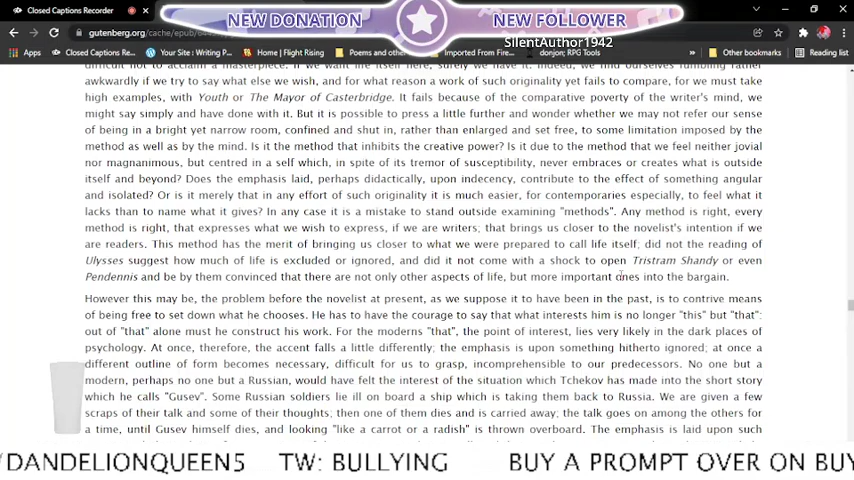 Closed Captions Recorder
NEW DONATION
NEW FOLLOWER
SilentAuthor1942
gutenberg.org/cache/epub/64
Apps
Closed Captions Re...
Your Site ‹ Writing P...
Home | Flight Rising
Poems and other
Imported From Fire...
donjon; RPG Tools
»
Other bookmarks
Reading list
difficult not to acclaim a masterpiece. If we want life itself here, surely we have it. Indeed, we find ourselves fumbling rather
awkwardly if we try to say what else we wish, and for what reason a work of such originality yet fails to compare, for we must take
high examples, with Youth or The Mayor of Casterbridge. It fails because of the comparative poverty of the writer's mind, we
might say simply and have done with it. But it is possible to press a little further and wonder whether we may not refer our sense
of being in a bright yet narrow room, confined and shut in, rather than enlarged and set free, to some limitation imposed by the
method as well as by the mind. Is it the method that inhibits the creative power? Is it due to the method that we feel neither jovial
nor magnanimous, but centred in a self which, in spite of its tremor of susceptibility, never embraces or creates what is outside
itself and beyond? Does the emphasis laid, perhaps didactically, upon indecency, contribute to the effect of something angular
and isolated? Or is it merely that in any effort of such originality it is much easier, for contemporaries especially, to feel what it
lacks than to name what it gives? In any case it is a mistake to stand outside examining "methods". Any method is right, every
method is right, that expresses what we wish to express, if we are writers; that brings us closer to the novelist's intention if we
are readers. This method has the merit of bringing us closer to what we were prepared to call life itself; did not the reading of
Ulysses suggest how much of life is excluded or ignored, and did it not come with a shock to open Tristram Shandy or even
Pendennis and be by them convinced that there are not only other aspects of life, but more important ones into the bargain.
However this may be, the problem before the novelist at present, as we suppose it to have been in the past, is to contrive means
of being free to set down what he chooses. He has to have the courage to say that what interests him is no longer "this" but "that":
out of "that" alone must he construct his work. For the moderns "that", the point of interest, lies very likely in the dark places of
psychology. At once, therefore, the accent falls a little differently; the emphasis is upon something hitherto ignored; at once a
different outline of form becomes necessary, difficult for us to grasp, incomprehensible to our predecessors. No one but a
modern, perhaps no one but a Russian, would have felt the interest of the situation which Tchekov has made into the short story
which he calls "Gusev". Some Russian soldiers lie ill on board a ship which is taking them back to Russia. We are given a few
scraps of their talk and some of their thoughts; then one of them dies and is carried away; the talk goes on among the others for
a time, until Gusev himself dies, and looking "like a carrot or a radish" is thrown overboard. The emphasis is laid upon such
/DANDELIONQUEEN5 TW: BULLYING BUY A PROMPT OVER ON BUY